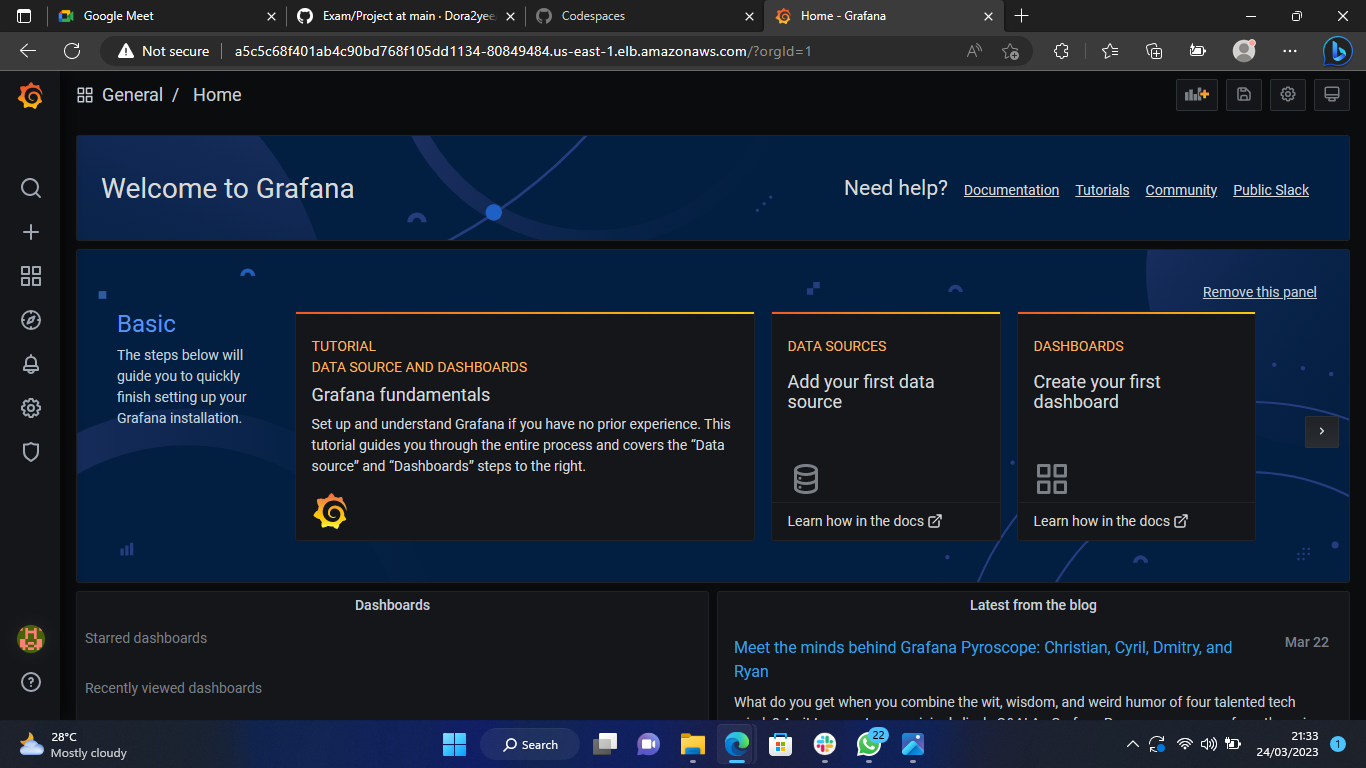 Google Meet
Exam/Project at main · Dora2yee/
Codespaces
Home - Grafana
Not secure
a5c5c68f401ab4c90bd768f105dd1134-80849484.us-east-1.elb.amazonaws.com/?orgId=1
General / Home
Welcome to Grafana
Need help? Documentation Tutorials Community Public Slack
Remove this panel
Basic
The steps below will
guide you to quickly
finish setting up your
Grafana installation.
TUTORIAL
DATA SOURCE AND DASHBOARDS
Grafana fundamentals
Set up and understand Grafana if you have no prior experience. This
tutorial guides you through the entire process and covers the “Data
source” and “Dashboards” steps to the right.
DATA SOURCES
Add your first data
source
Learn how in the docs
DASHBOARDS
Create your first
dashboard
Learn how in the docs
Dashboards
Starred dashboards
Recently viewed dashboards
Latest from the blog
Meet the minds behind Grafana Pyroscope: Christian, Cyril, Dmitry, and
Ryan
Mar 22
What do you get when you combine the wit, wisdom, and weird humor of four talented tech
28°C
Mostly cloudy
Search
22
21:33
24/03/2023
1